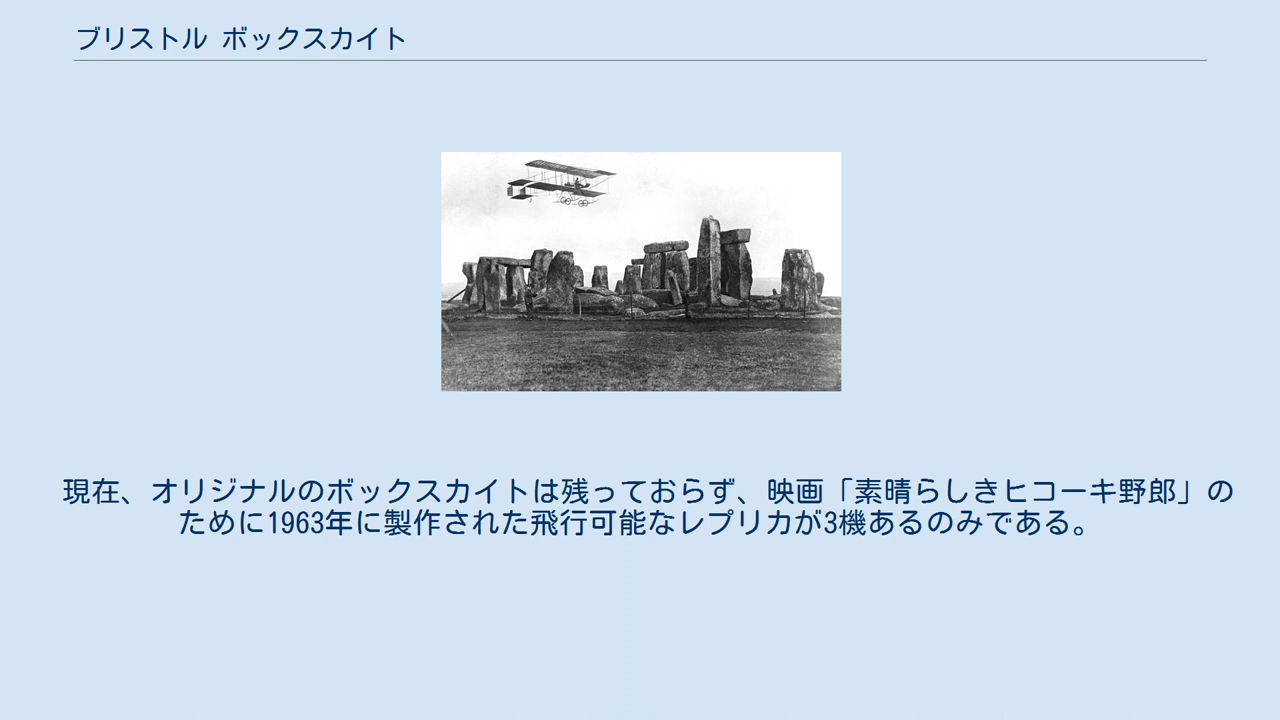 ブリストル ボックスカイト
現在、オリジナルのボックスカイトは残っておらず、映画「素晴らしきヒコーキ野郎」の
ために1963年に製作された飛行可能なレプリカが3機あるのみである。